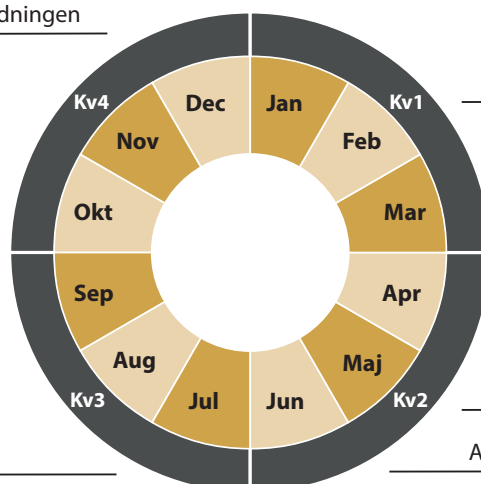 dningen
Kv4
Kv1
Dec
Jan
Nov
Feb
Okt
Mar
Sep
Apr
Aug
Maj
Jul
Jun
Kv3
Kv2
A